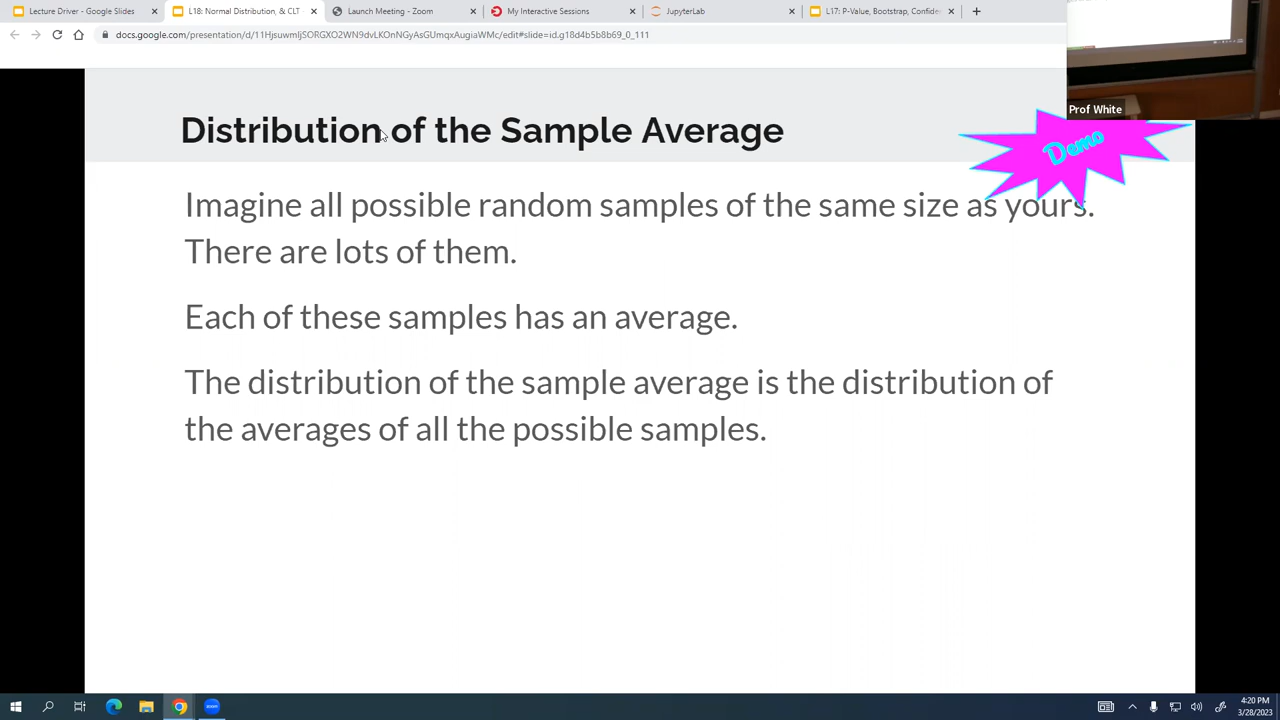 Lecture Driver - Google Slides
L18: Normal Distribution, & CLT
Launch Meeting - Zoom
My Interactive Sessions
JupyterLab
L17: P-Value, Bootstrap, Confide
docs.google.com/presentation/d/11HjsuwmIjSORGXO2WN9dvLKOnNGyAsGUmqxAugiaWMc/edit#slide=id.g18d4b5b8b69_0_111
Prof White
Distribution of the Sample Average
Demo
Imagine all possible random samples of the same size as yours.
There are lots of them.
Each of these samples has an average.
The distribution of the sample average is the distribution of
the averages of all the possible samples.
4:20 PM
3/28/2023